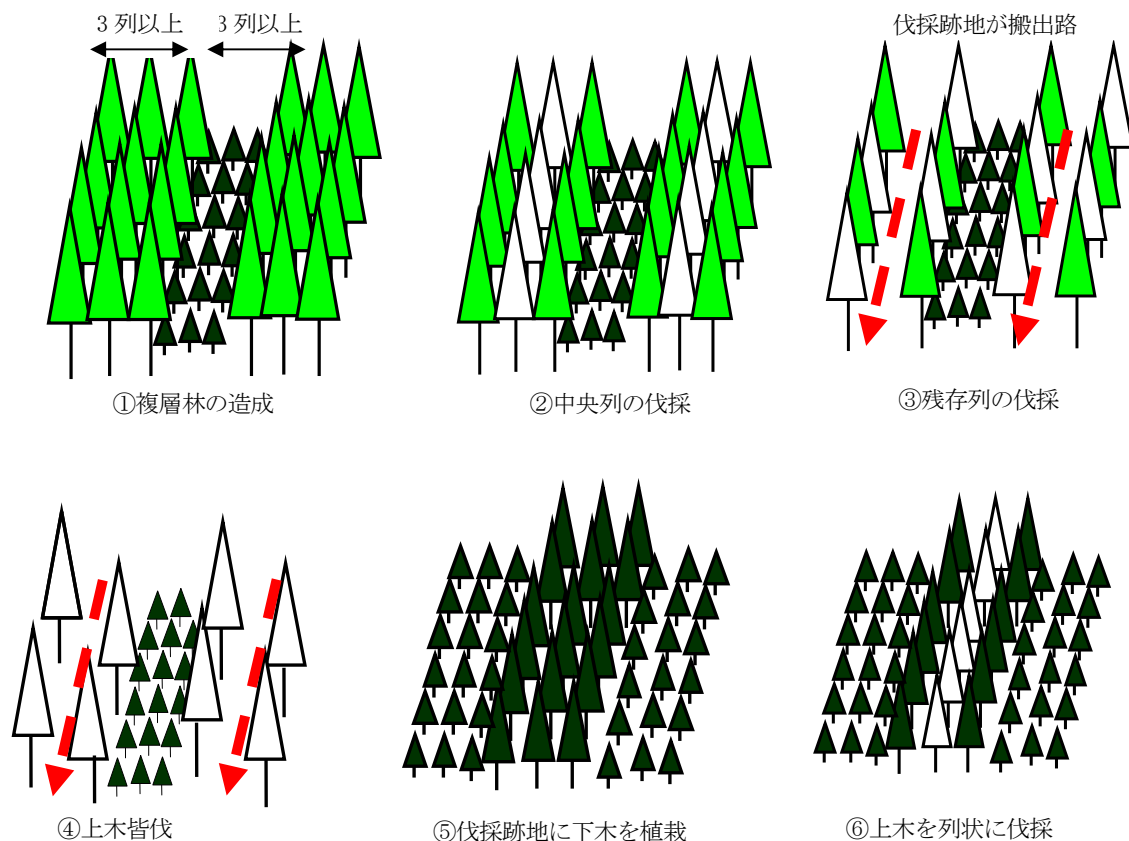 3 列以上
3 列以上
伐採跡地が搬出路
①複層林の造成
②中央列の伐採
③残存列の伐採
④上木皆伐
⑤伐採跡地に下木を植栽
⑥上木を列状に伐採